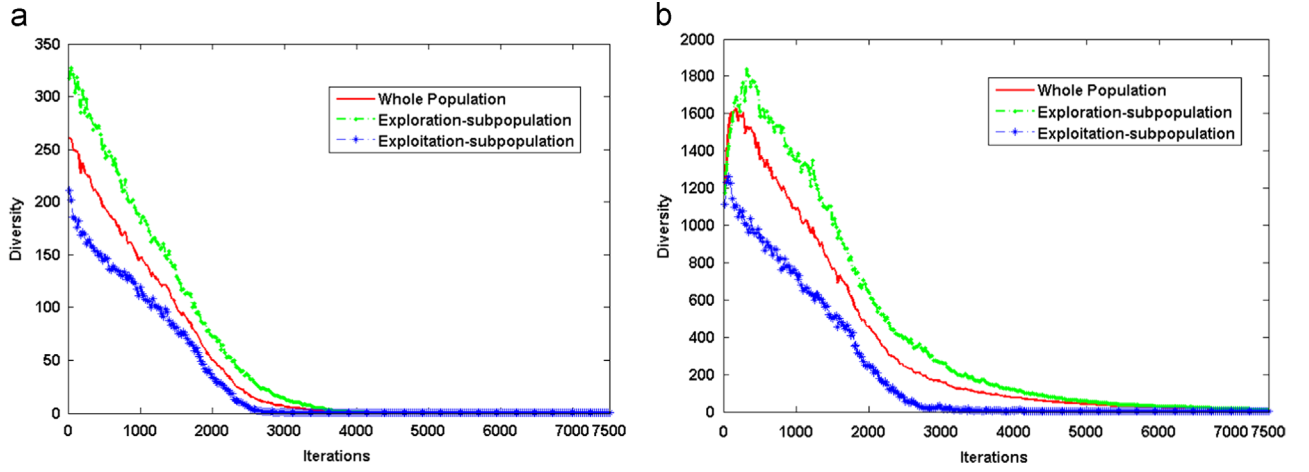 a
350
300
250
200
150
100
50
0
Diversity
Whole Population
Exploration-subpopulation
Exploitation-subpopulation
0 1000 2000 3000 4000 5000 6000 7000 7500
Iterations
b
2000
1800
1600
1400
1200
1000
800
600
400
200
0
Diversity
Whole Population
Exploration-subpopulation
Exploitation-subpopulation
0 1000 2000 3000 4000 5000 6000 7000 7500
Iterations